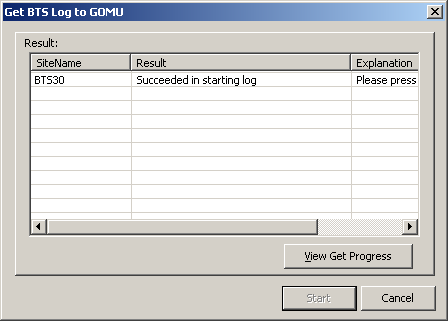 Get BTS Log to GOMU
Result:
SiteName Result Explanation
BTS30 Succeeded in starting log Please press
View Get Progress
Start Cancel